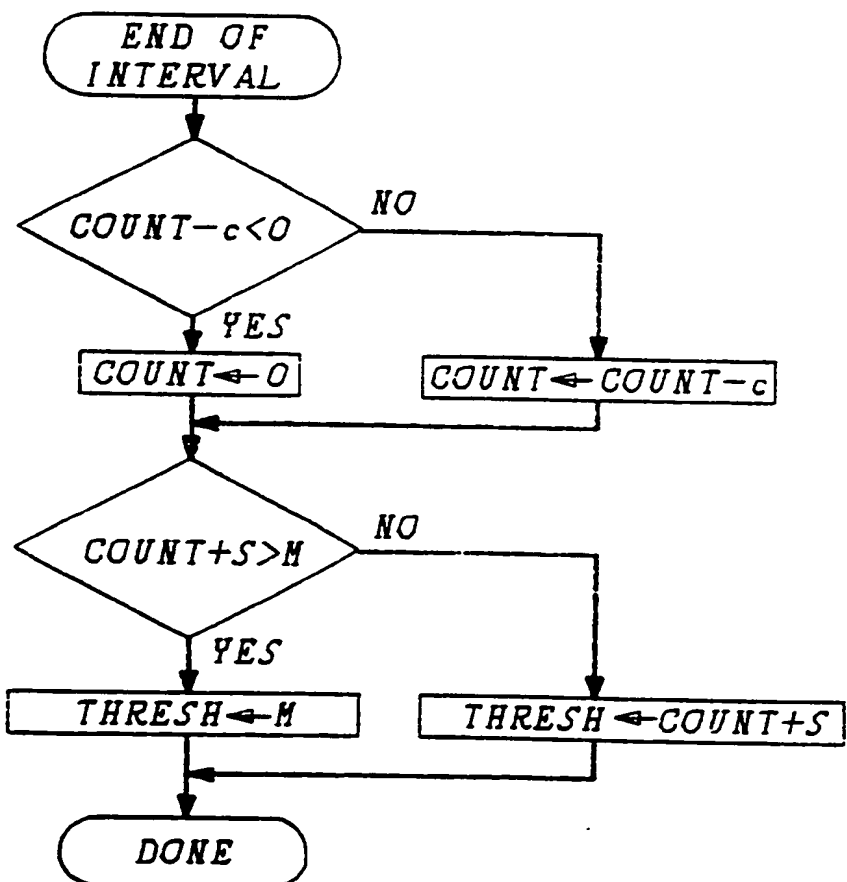 END OF
INTERVAL
COUNT-c<0
NO
YES
COUNT←0
COUNT←COUNT-c
COUNT+S>M
NO
YES
THRESH←M
THRESH←COUNT+S
DONE